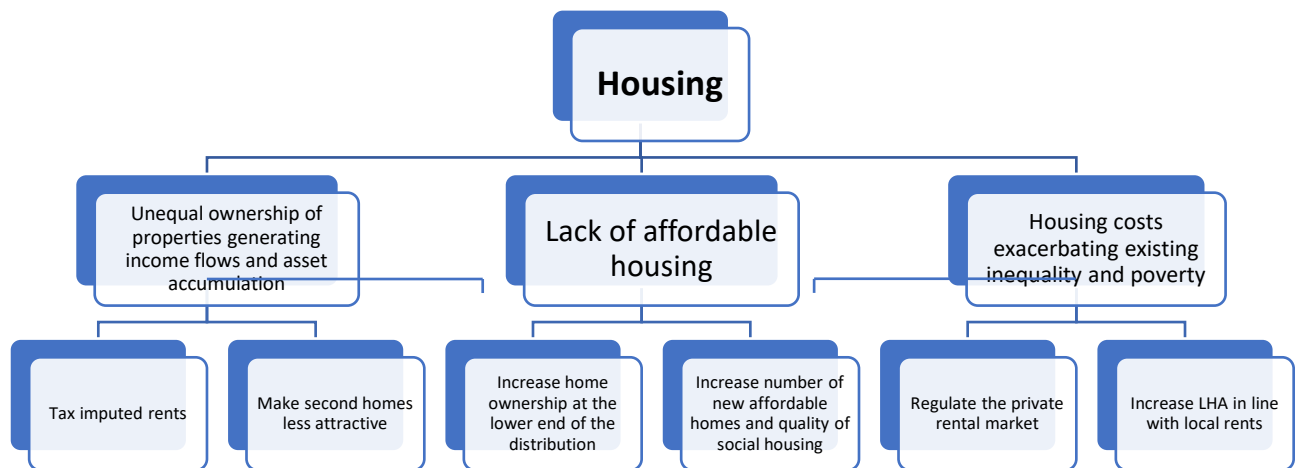 Housing
Unequal ownership of
properties generating
income flows and asset
accumulation
Lack of affordable
housing
Housing costs
exacerbating existing
inequality and poverty
Tax imputed rents
Make second homes
less attractive
Increase home
ownership at the
lower end of the
distribution
Increase number of
new affordable
homes and quality of
social housing
Regulate the private
rental market
Increase LHA in line
with local rents